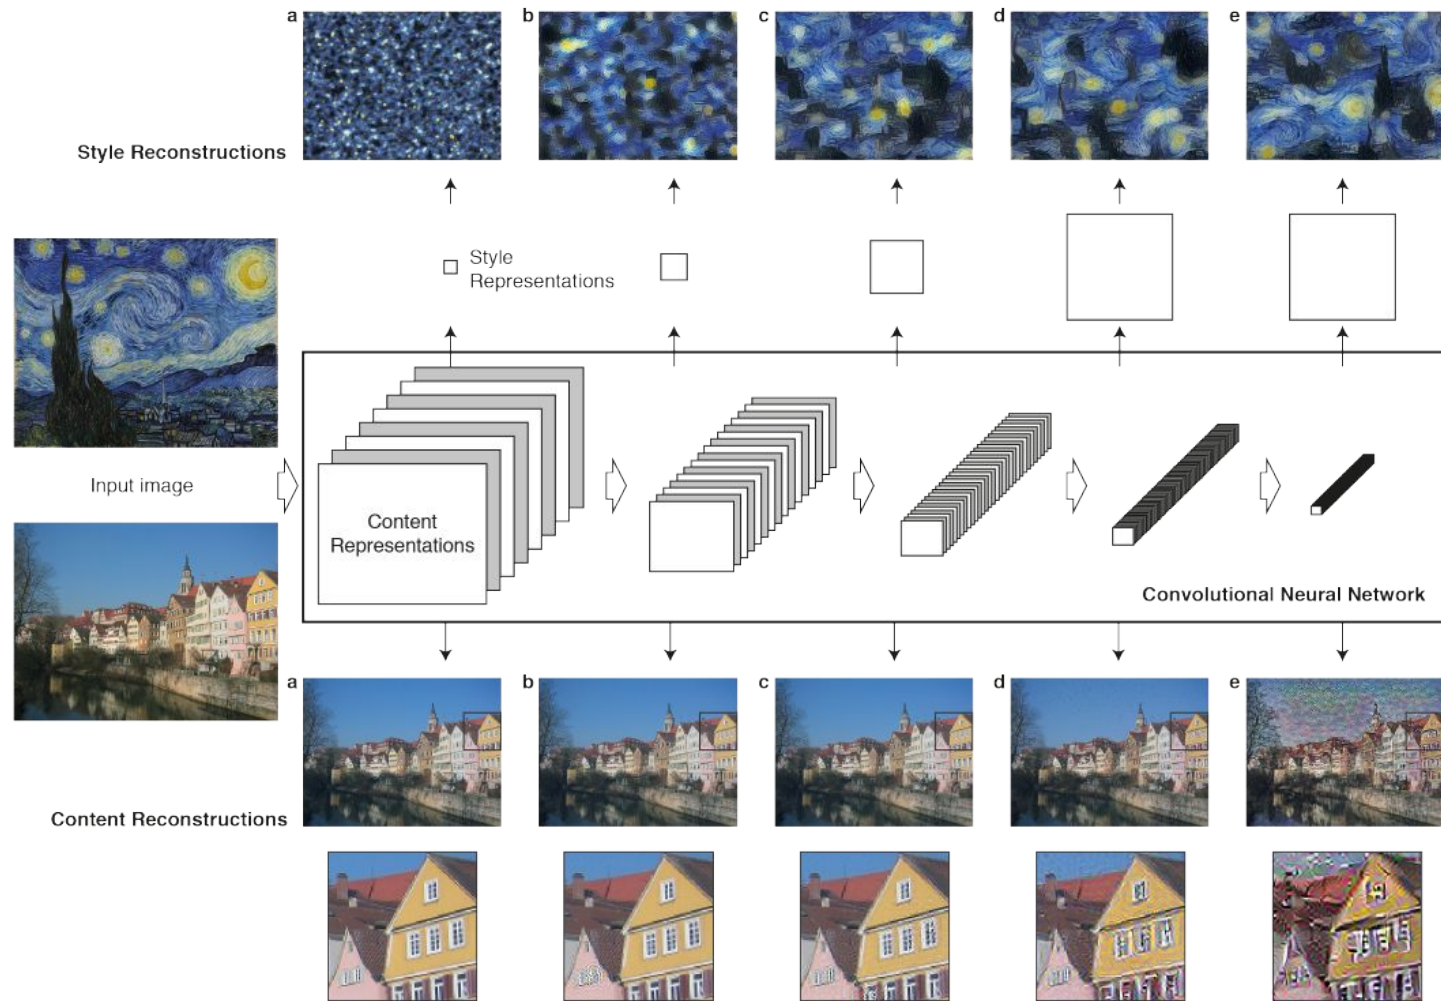 a b c d e
Style Reconstructions
Style
Representations
Input image
Content
Representations
Convolutional Neural Network
a b c d e
Content Reconstructions